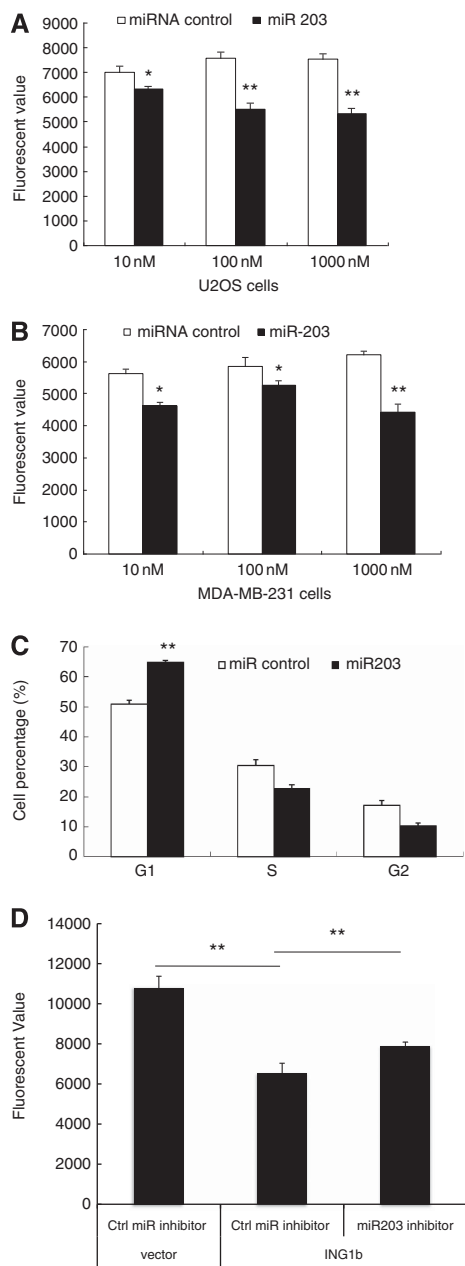 A
miRNA control miR 203
9000
8000
7000
6000
5000
4000
3000
2000
1000
0
Fluorescent value
*
**
**
10 nM 100 nM 1000 nM
U2OS cells
B
miRNA control miR-203
6000
7000
5000
6000
4000
3000
2000
1000
0
Fluorescent value
*
*
**
10 nM 100 nM 1000 nM
MDA-MB-231 cells
C
miR control miR203
70
60
50
40
30
20
10
0
Cell percentage (%)
**
G1 S G2
D
14000
12000
10000
8000
6000
4000
2000
0
Fluorescent Value
** **
Ctrl miR inhibitor Ctrl miR inhibitor miR203 inhibitor
vector ING1b